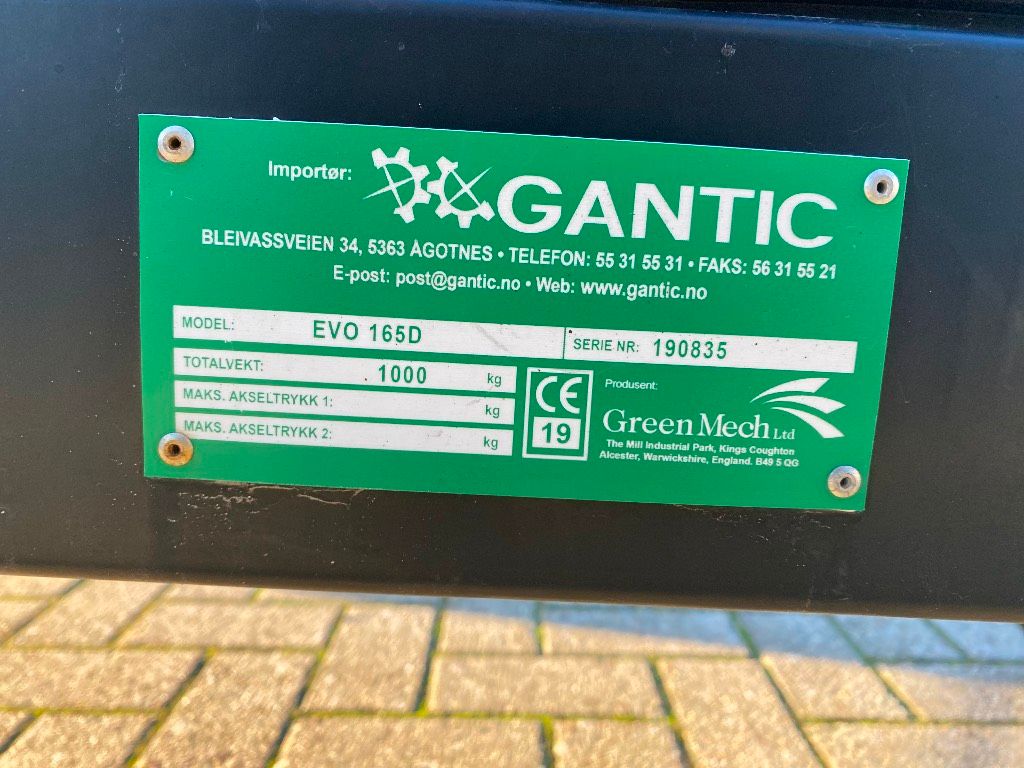 Importør: GANTIC
BLEIVASSVEIEN 34, 5363 ÅGOTNES • TELEFON: 55 31 55 31 • FAKS: 56 31 55 21
E-post: post@gantic.no • Web: www.gantic.no
MODEL: EVO 165D SERIE NR: 190835
TOTALVEKT: 1000 kg
MAKS. AKSELTRYKK 1: kg
MAKS. AKSELTRYKK 2: kg
CE
19
Produsent:
GreenMech Ltd
The Mill Industrial Park, Kings Coughton
Alcester, Warwickshire, England. B49 5 QG